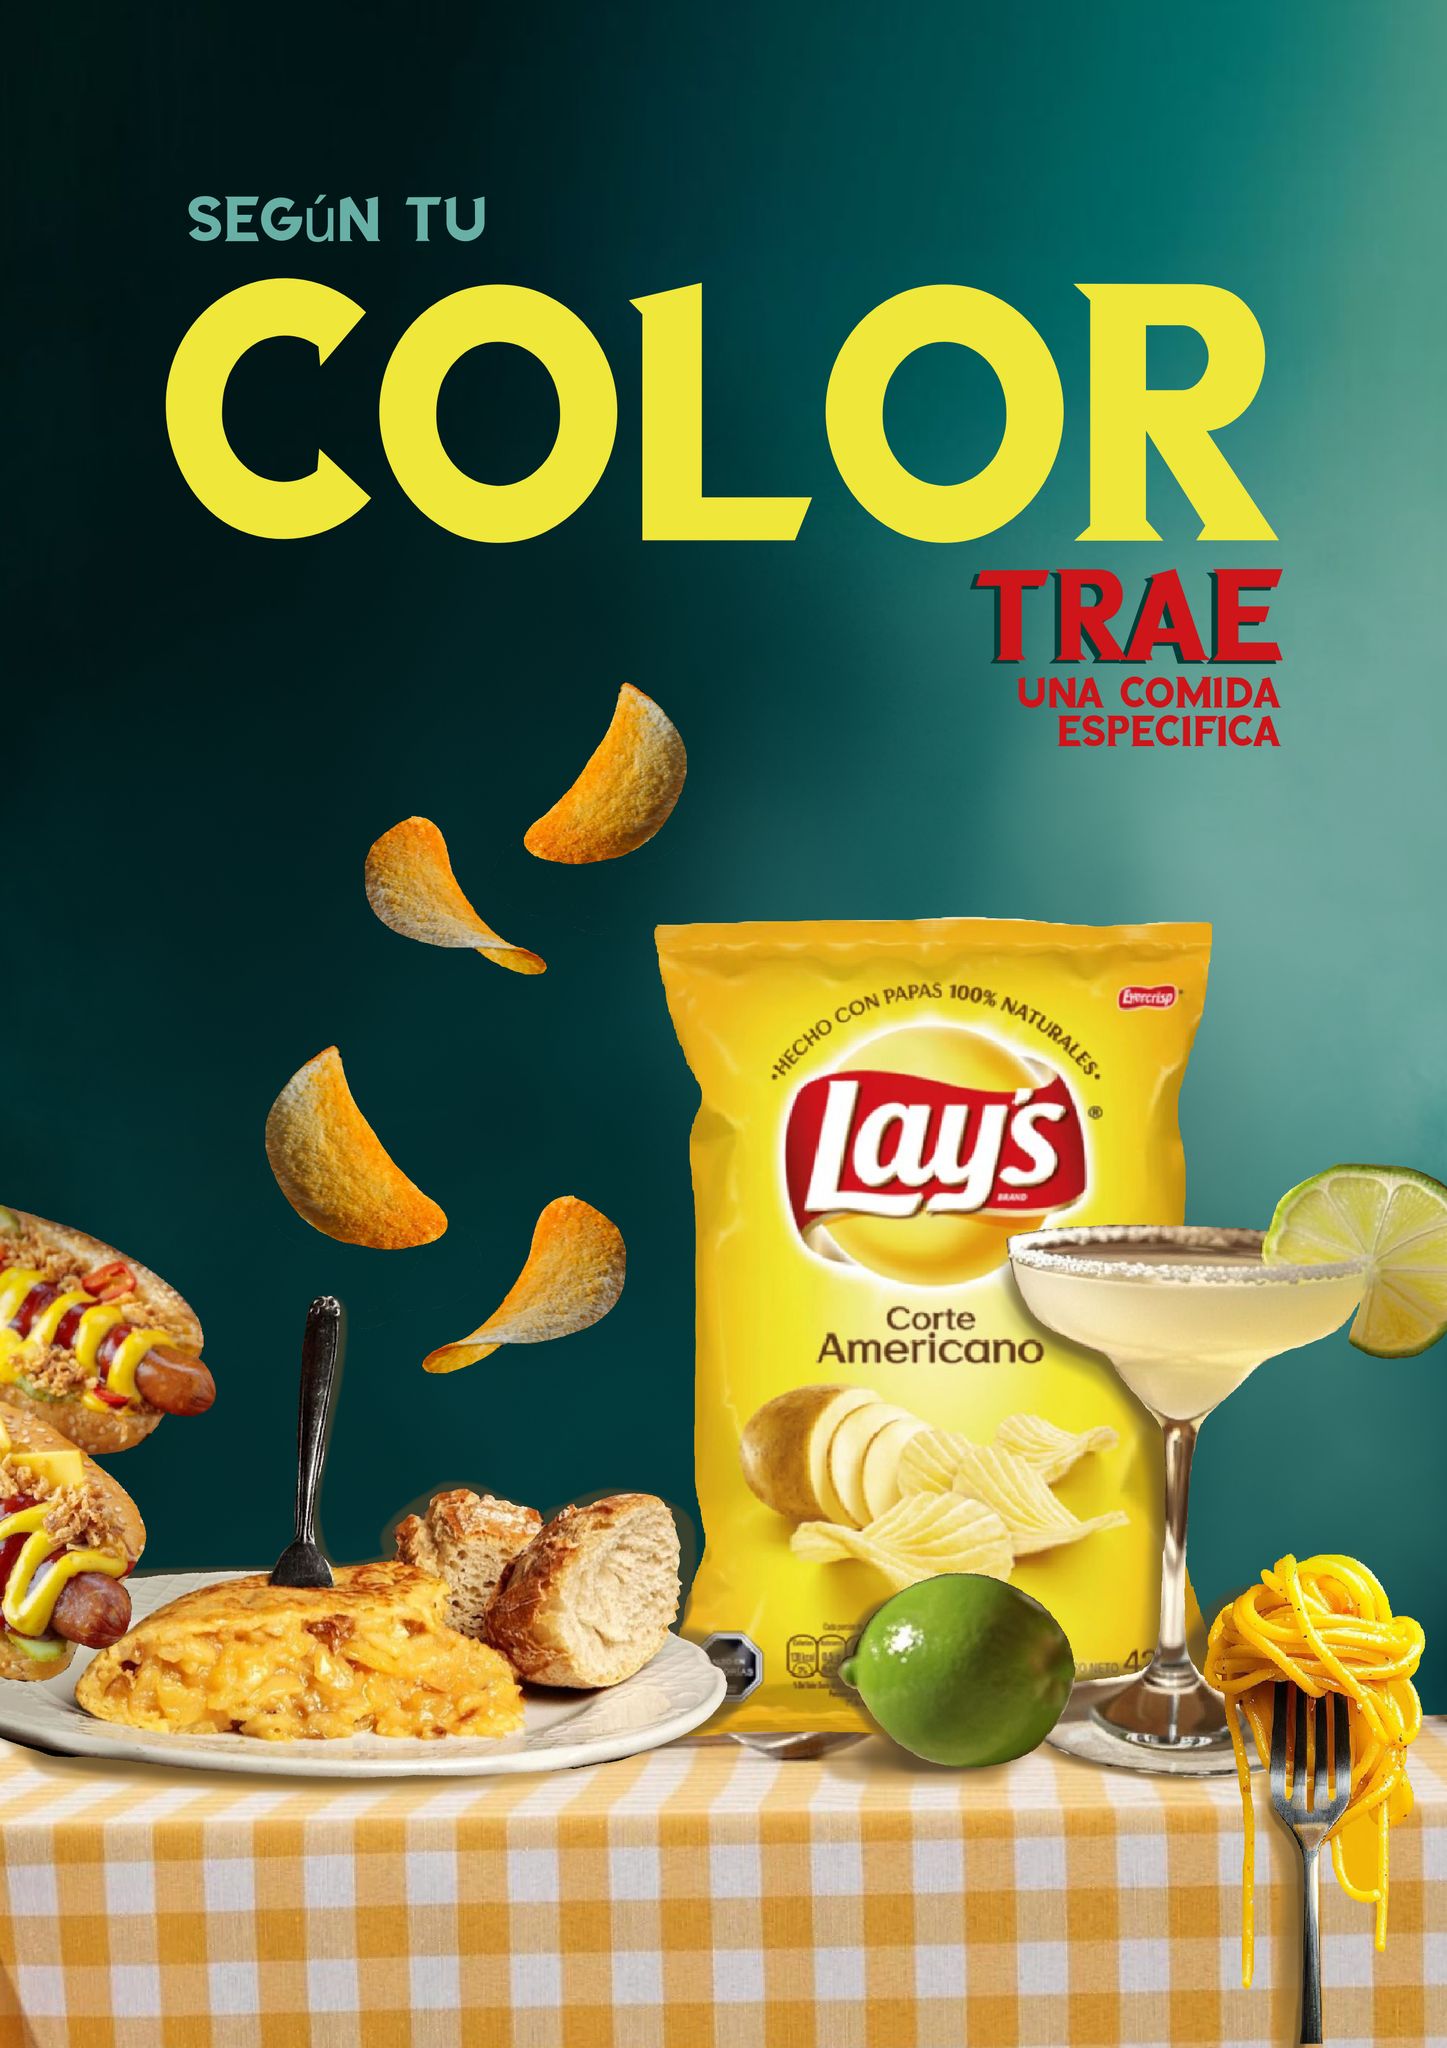 SEGúN TU
COLOR
TRAE
UNA COMIDA
ESPECIFICA
•HECHO CON PAPAS 100% NATURALES•
Evercrisp
Lay's
®
BRAND
Corte
Americano